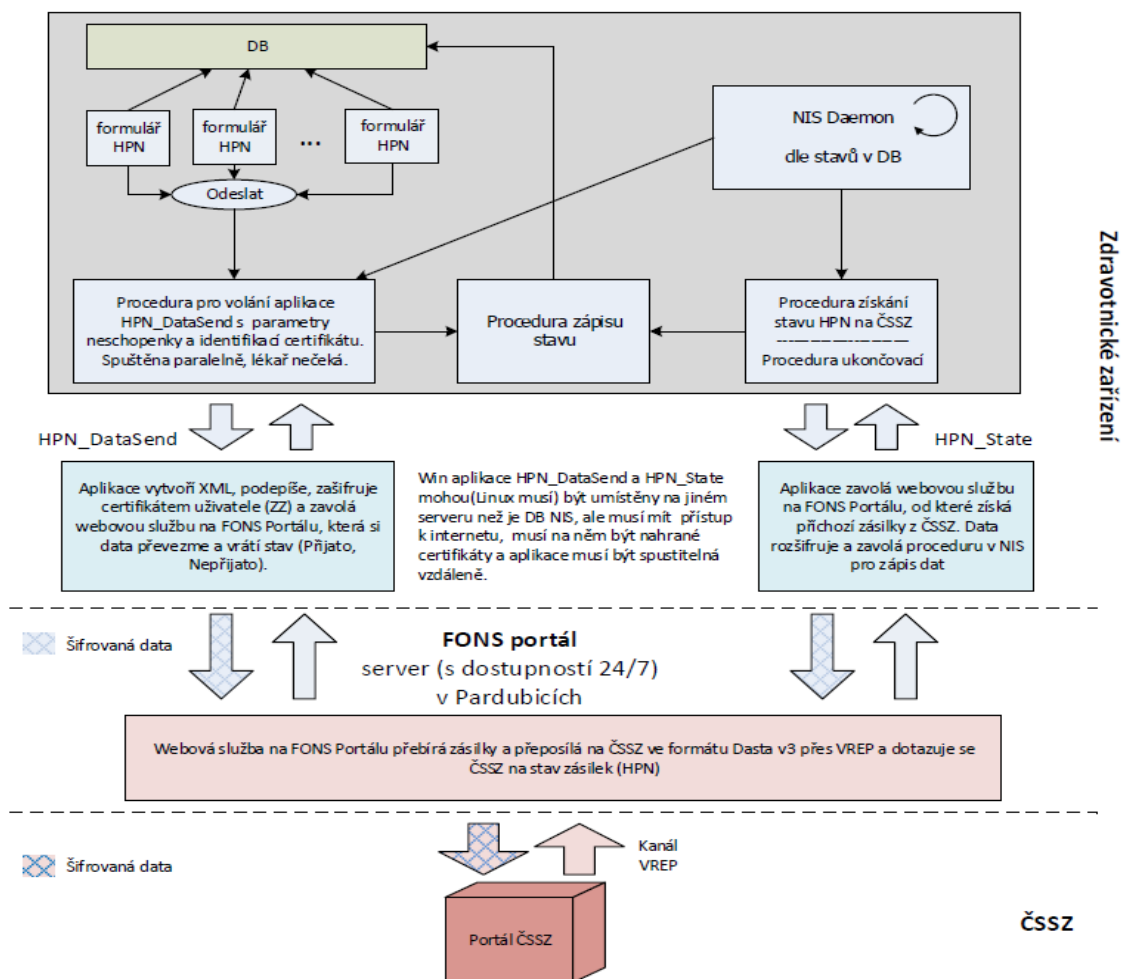 DB
formulář
HPN
formulář
HPN
...
formulář
HPN
Odeslat
NIS Daemon
dle stavů v DB
Procedura pro volání aplikace
HPN_DataSend s parametry
neschopenky a identifikací certifikátu.
Spuštěna paralelně, lékař nečeká.
Procedura zápisu
stavu
Procedura získání
stavu HPN na ČSSZ
----------------------
Procedura ukončovací
Zdravotnické zařízení
HPN_DataSend
HPN_State
Aplikace vytvoří XML, podepíše, zašifruje
certifikátem uživatele (ZZ) a zavolá
webovou službu na FONS Portálu, která si
data převezme a vrátí stav (Přijato,
Nepřijato).
Win aplikace HPN_DataSend a HPN_State
mohou(Linux musí) být umístěny na jiném
serveru než je DB NIS, ale musí mít přístup
k internetu, musí na něm být nahrané
certifikáty a aplikace musí být spustitelná
vzdáleně.
Aplikace zavolá webovou službu
na FONS Portálu, od které získá
příchozí zásilky z ČSSZ. Data
rozšifruje a zavolá proceduru v NIS
pro zápis dat
Šifrovaná data
FONS portál
server (s dostupností 24/7)
v Pardubicích
Šifrovaná data
Webová služba na FONS Portálu přebírá zásilky a přeposílá na ČSSZ ve formátu Dasta v3 přes VREP a dotazuje se
ČSSZ na stav zásilek (HPN)
Šifrovaná data
Kanál
VREP
Portál ČSSZ
ČSSZ